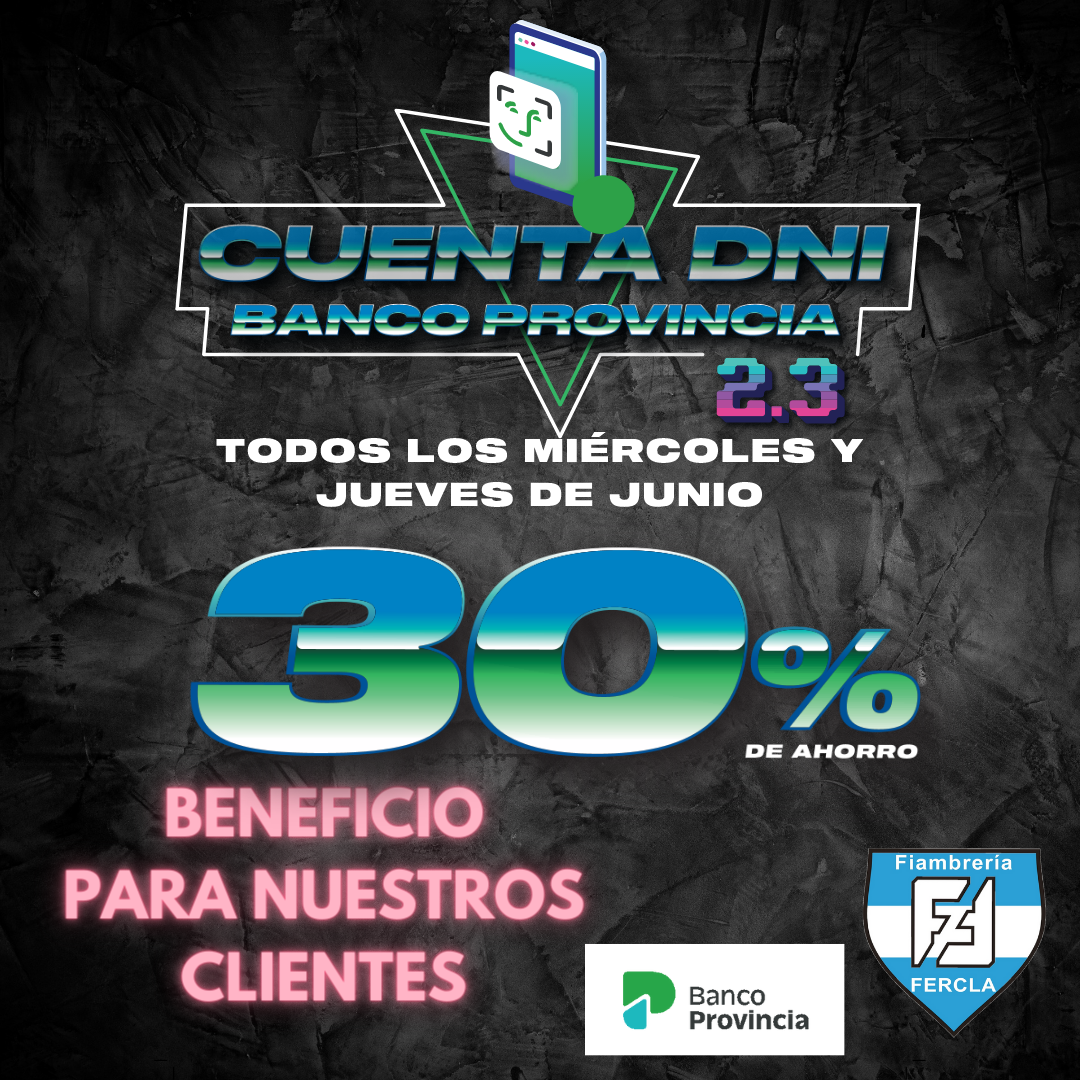 CUENTA DNI
BANCO PROVINCIA
2.3
TODOS LOS MIÉRCOLES Y
JUEVES DE JUNIO
30%
DE AHORRO
BENEFICIO
PARA NUESTROS
CLIENTES
Banco
Provincia
Fiambrería
FERCLA